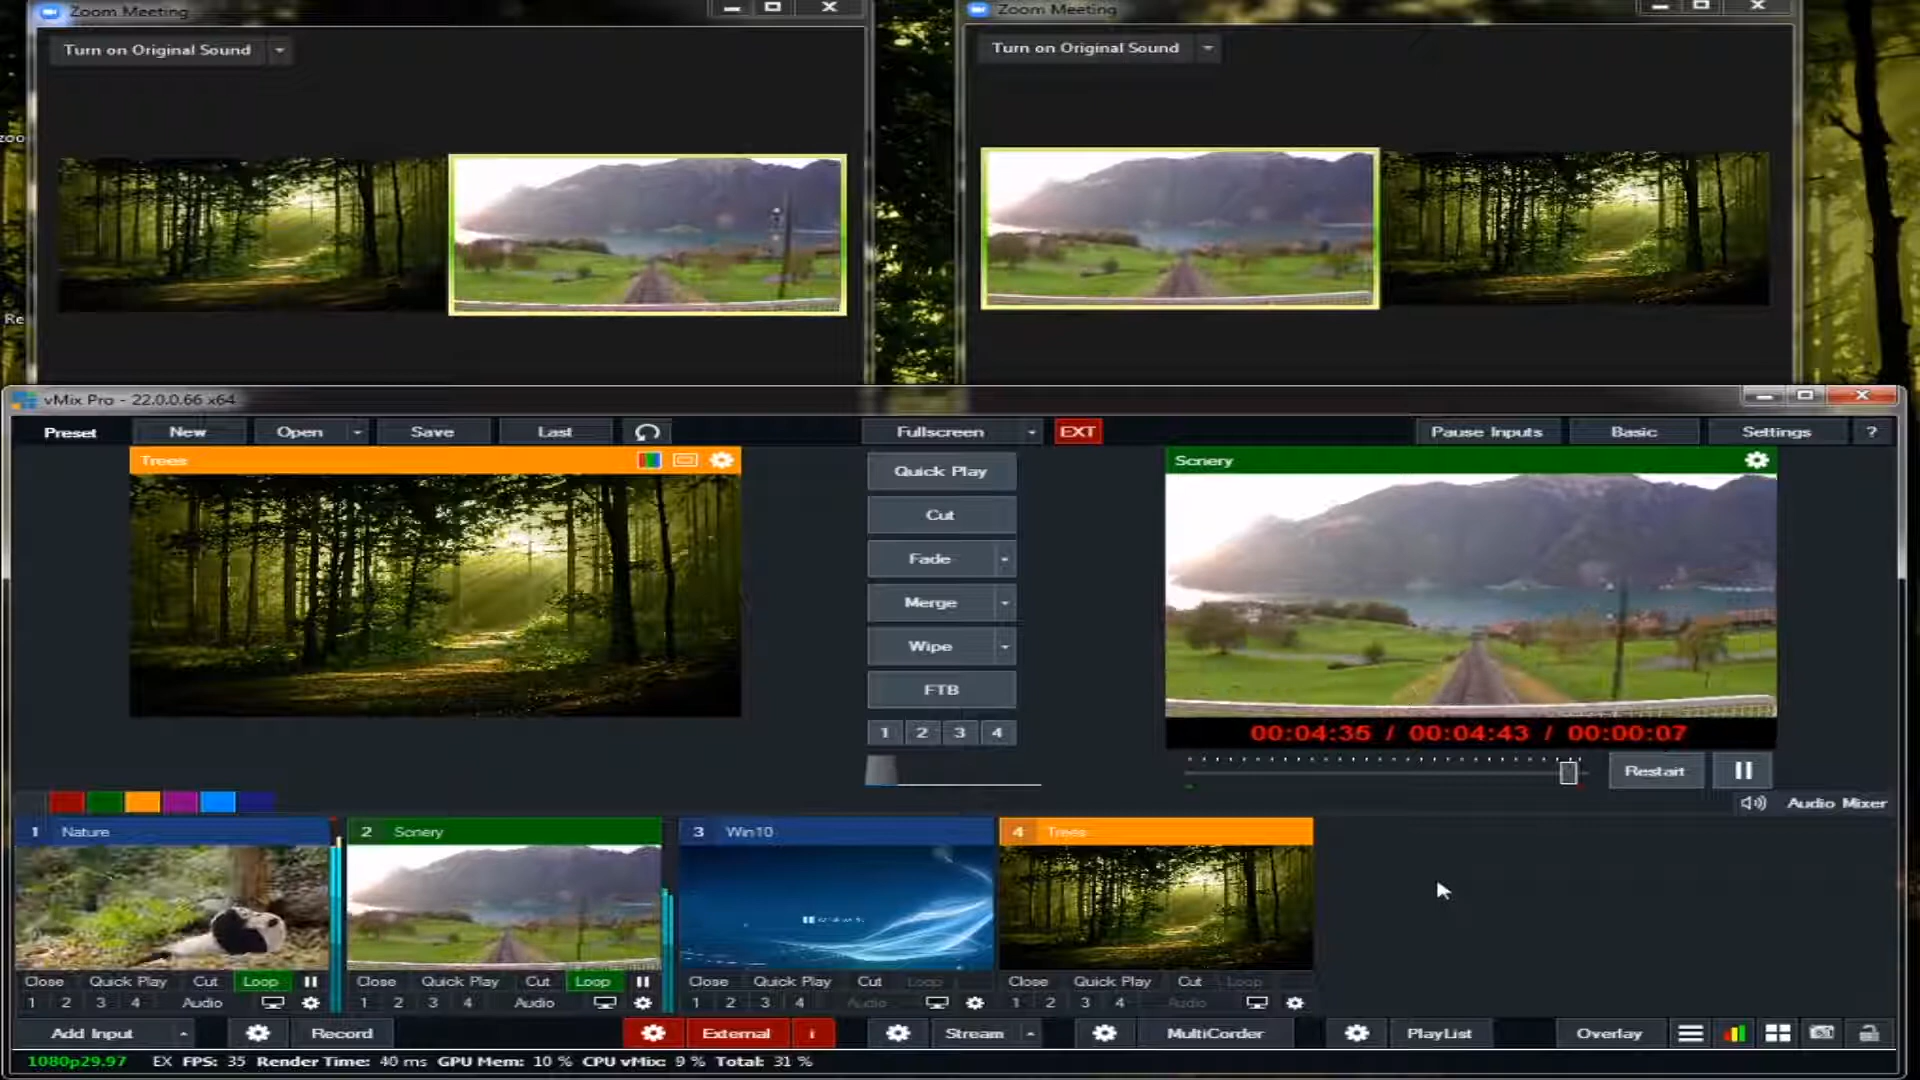 Zoom Meeting
Turn on Original Sound
Zoom Meeting
Turn on Original Sound
zoo
Re
vMix Pro - 22.0.0.66 x64
Preset New Open Save Last Fullscreen EXT Pause Inputs Basic Settings ?
Trees
Quick Play
Cut
Fade
Merge
Wipe
FTB
1 2 3 4
Scnery
00:04:35 / 00:04:43 / 00:00:07
Restart
Audio Mixer
1 Nature
2 Scnery
3 Win10
4 Trees
Close Quick Play Cut Loop
1 2 3 4 Audio
Close Quick Play Cut Loop
1 2 3 4 Audio
Close Quick Play Cut Loop
1 2 3 4 Audio
Close Quick Play Cut Loop
1 2 3 4 Audio
Add Input Record External i Stream MultiCorder PlayList Overlay
1080p29.97 EX FPS: 35 Render Time: 40 ms GPU Mem: 10 % CPU vMix: 9 % Total: 31 %